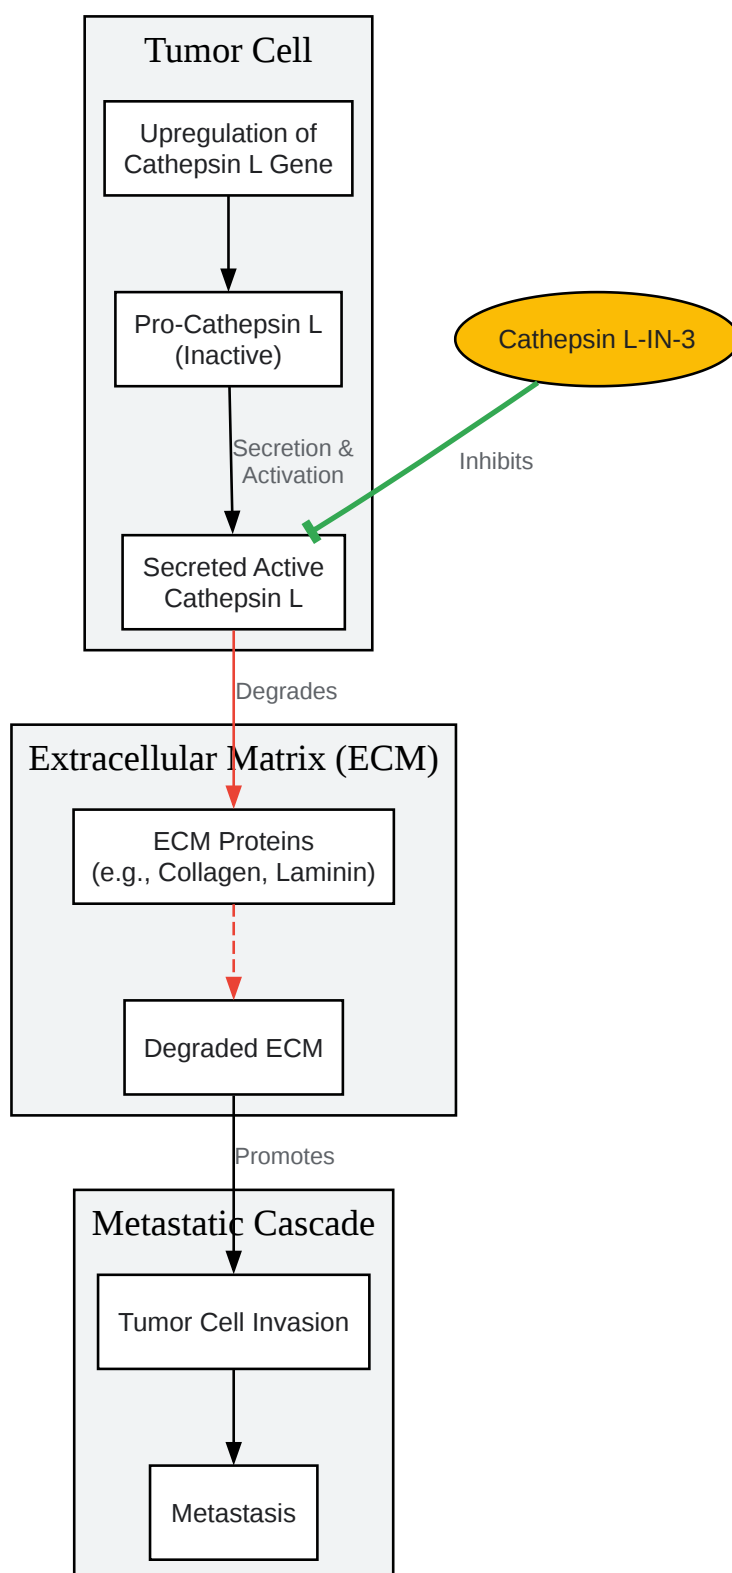 Tumor Cell
Upregulation of
Cathepsin L Gene
Pro-Cathepsin L
(Inactive)
Cathepsin L-IN-3
Secretion &
Activation
Inhibits
Secreted Active
Cathepsin L
Degrades
Extracellular Matrix (ECM)
ECM Proteins
(e.g., Collagen, Laminin)
Degraded ECM
Promotes
Metastatic Cascade
Tumor Cell Invasion
Metastasis